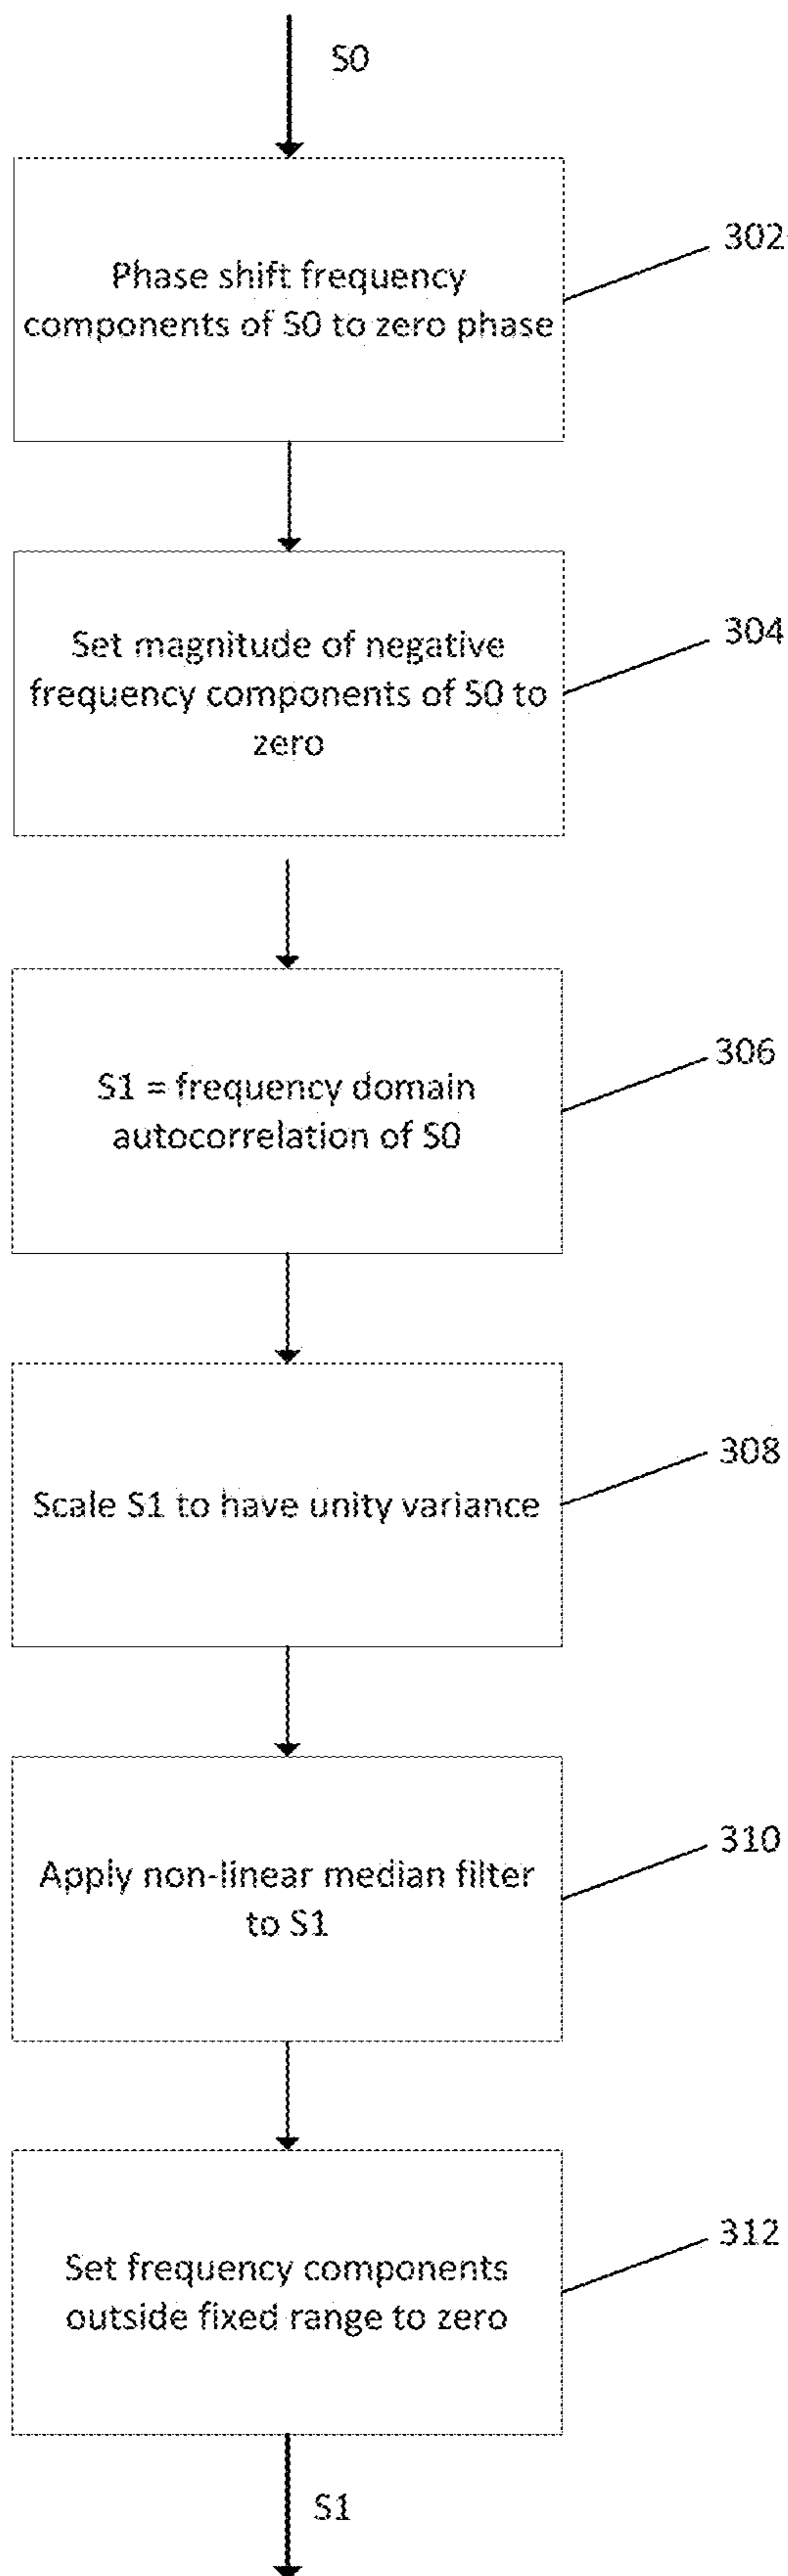 S0
302
Phase shift frequency
components of S0 to zero phase
304
Set magnitude of negative
frequency components of S0 to
zero
306
S1 = frequency domain
autocorrelation of S0
308
Scale S1 to have unity variance
310
Apply non-linear median filter
to S1
312
Set frequency components
outside fixed range to zero
S1